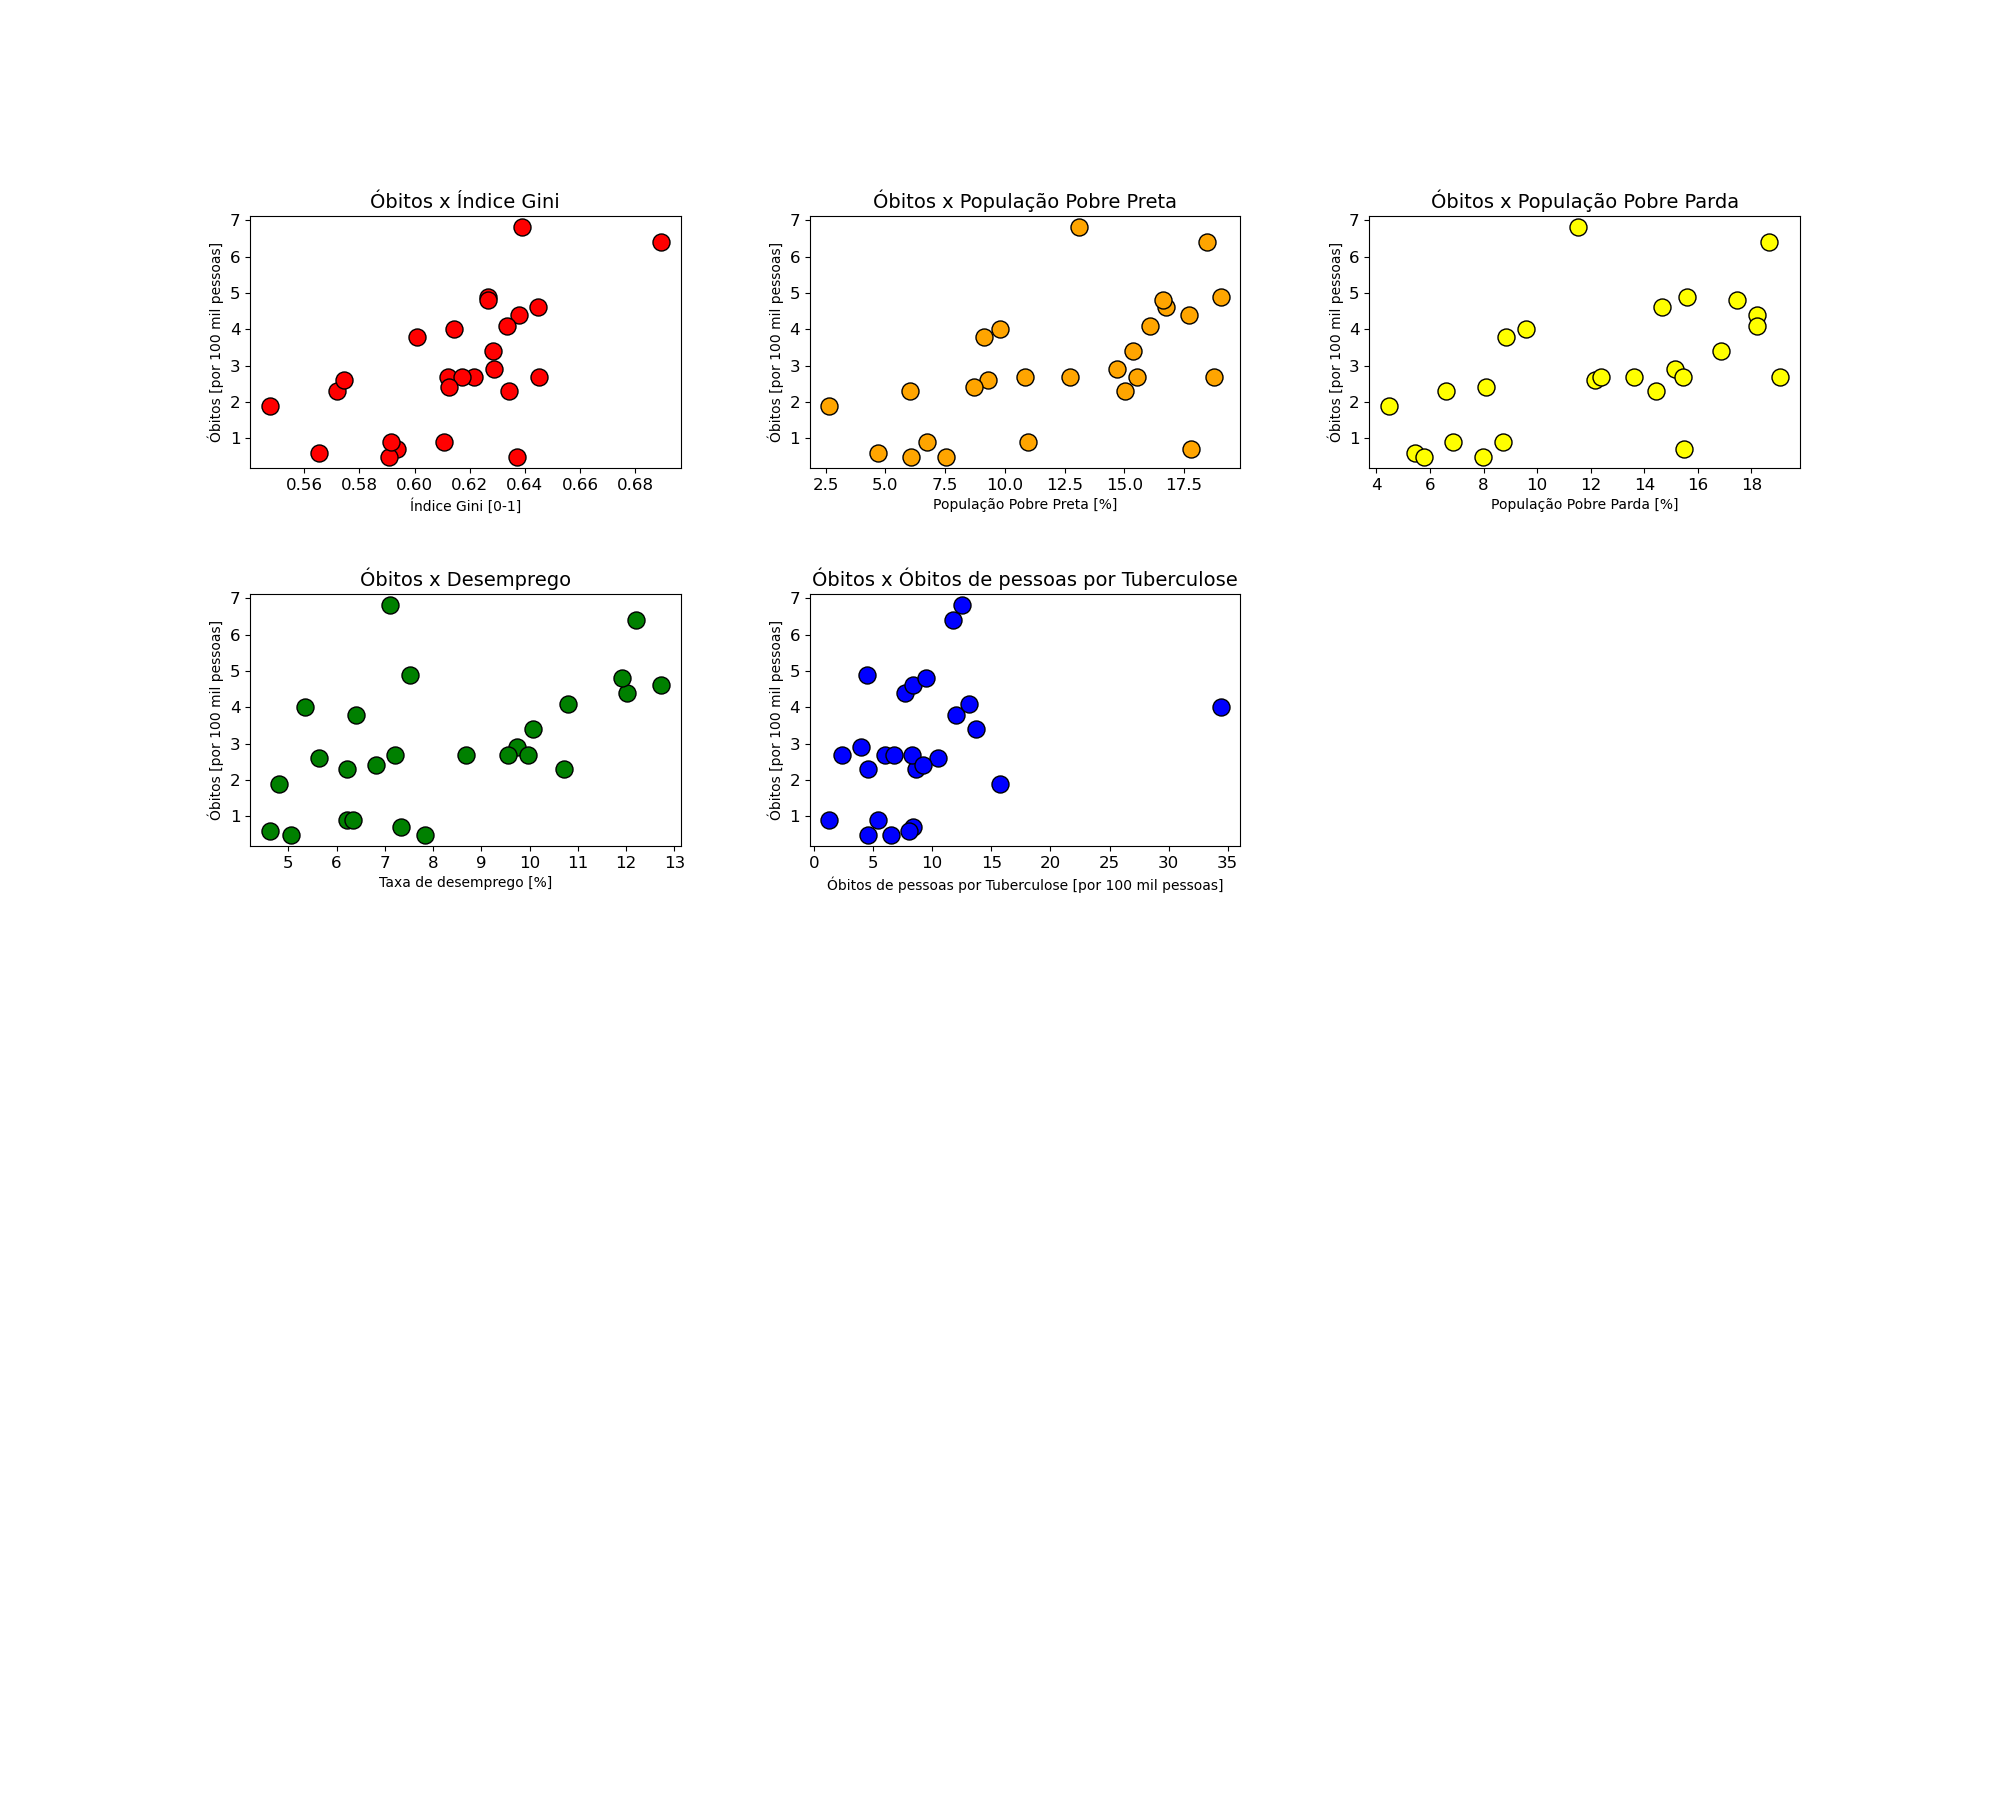 Óbitos x Índice Gini
Óbitos [por 100 mil pessoas]
7
6
5
4
3
2
1
0.56 0.58 0.60 0.62 0.64 0.66 0.68
Índice Gini [0-1]
Óbitos x População Pobre Preta
Óbitos [por 100 mil pessoas]
7
6
5
4
3
2
1
2.5 5.0 7.5 10.0 12.5 15.0 17.5
População Pobre Preta [%]
Óbitos x População Pobre Parda
Óbitos [por 100 mil pessoas]
7
6
5
4
3
2
1
4 6 8 10 12 14 16 18
População Pobre Parda [%]
Óbitos x Desemprego
Óbitos [por 100 mil pessoas]
7
6
5
4
3
2
1
5 6 7 8 9 10 11 12 13
Taxa de desemprego [%]
Óbitos x Óbitos de pessoas por Tuberculose
Óbitos [por 100 mil pessoas]
7
6
5
4
3
2
1
0 5 10 15 20 25 30 35
Óbitos de pessoas por Tuberculose [por 100 mil pessoas]